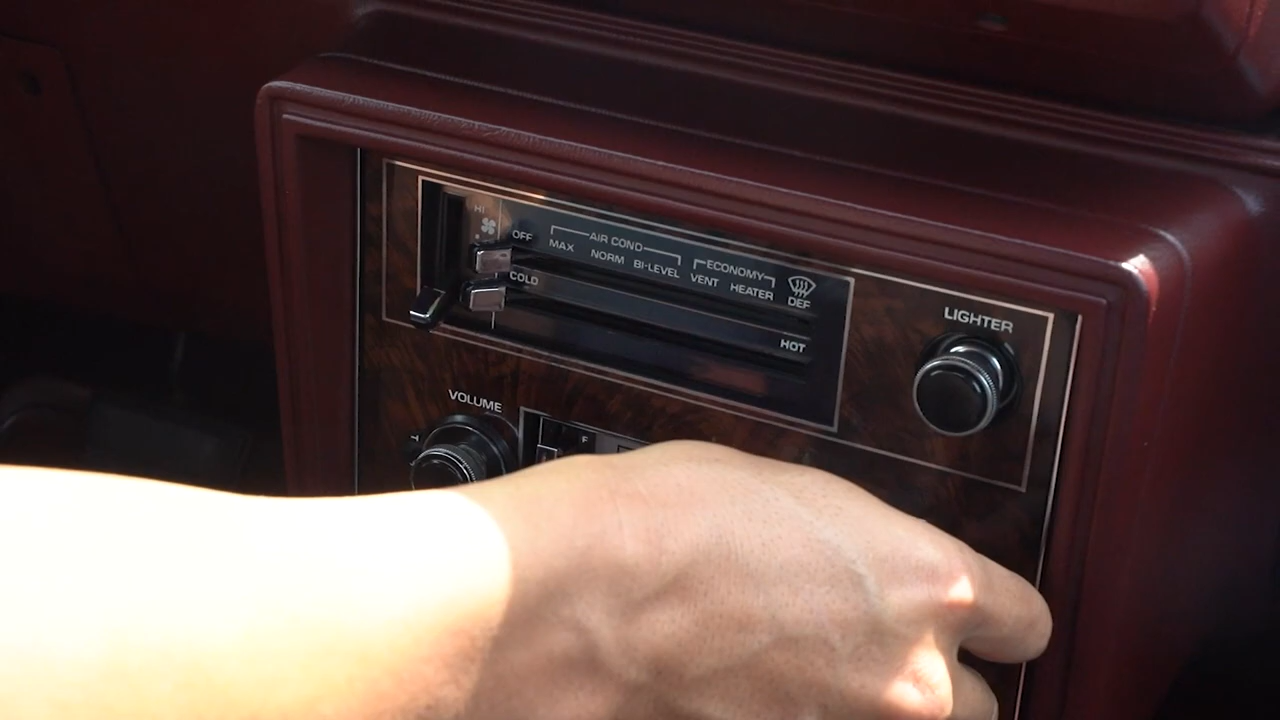 HI
OFF
AIR COND
MAX NORM BI-LEVEL
ECONOMY
VENT HEATER
DEF
COLD
HOT
LIGHTER
VOLUME
T
F